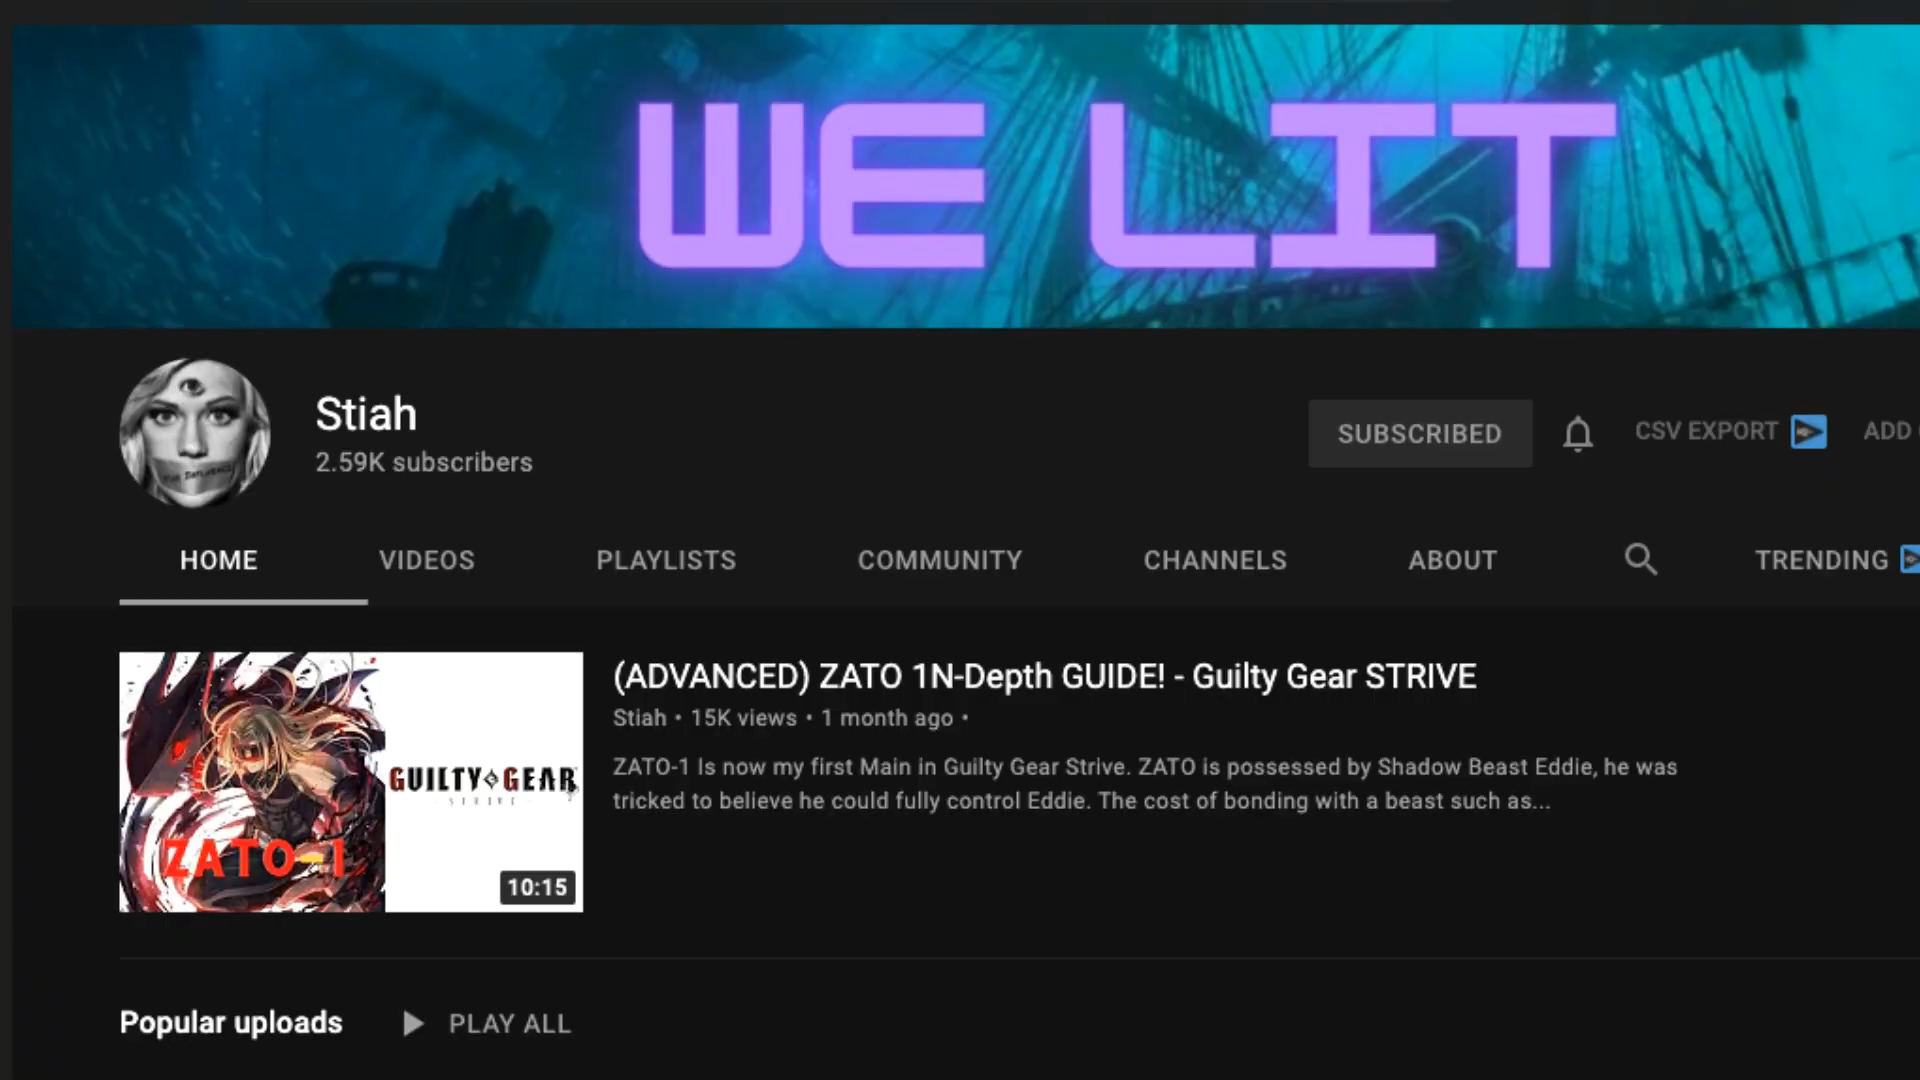 WE LIT
Stiah
2.59K subscribers
SUBSCRIBED
CSV EXPORT
ADD
HOME
VIDEOS
PLAYLISTS
COMMUNITY
CHANNELS
ABOUT
TRENDING
ZATO-1
GUILTY GEAR
STRIVE
10:15
(ADVANCED) ZATO 1N-Depth GUIDE! - Guilty Gear STRIVE
Stiah • 15K views • 1 month ago •
ZATO-1 Is now my first Main in Guilty Gear Strive. ZATO is possessed by Shadow Beast Eddie, he was
tricked to believe he could fully control Eddie. The cost of bonding with a beast such as...
Popular uploads
PLAY ALL